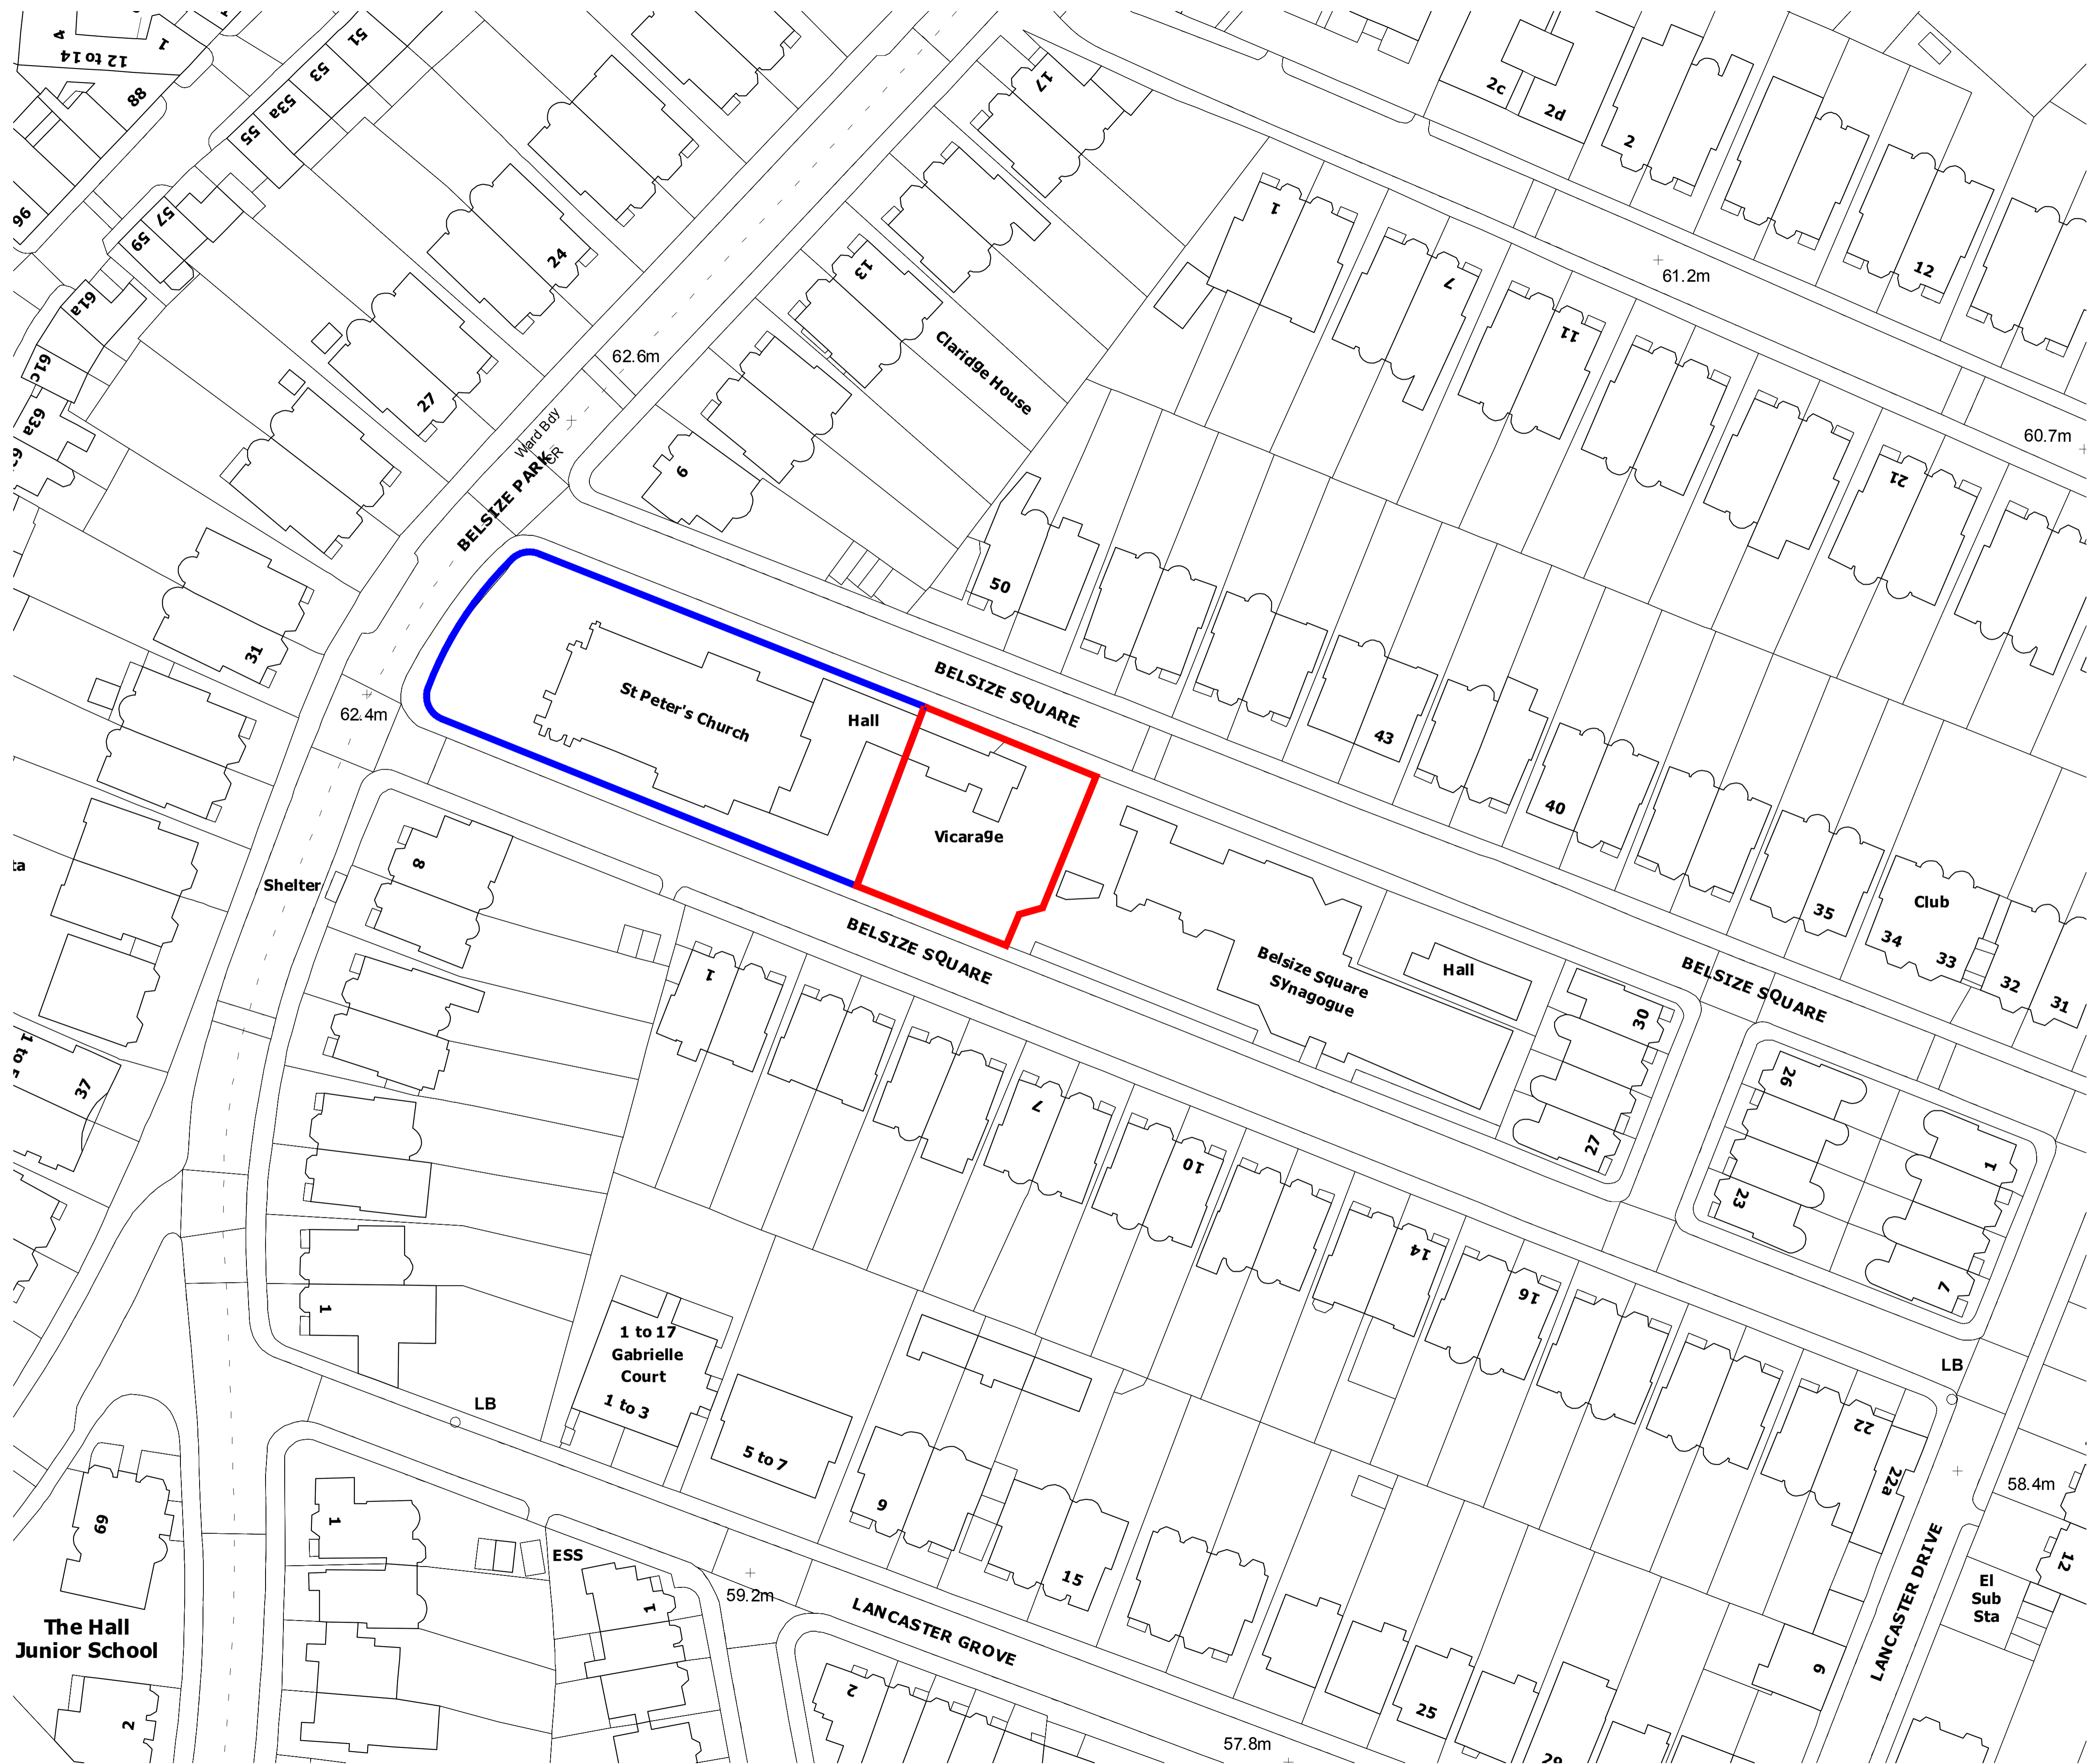 4
1
12 to 14
88
96
51
53
53a
55
57
59
61a
61c
63a
24
27
31
62.6m
Ward Bdy
CR
BELSIZE PARK
17
13
Claridge House
9
2c
2d
2
12
61.2m
60.7m
1
7
11
21
50
43
40
35
Club
34
33
32
31
62.4m
St Peter's Church
Hall
Vicarage
BELSIZE SQUARE
BELSIZE SQUARE
BELSIZE SQUARE
Belsize Square
Synagogue
Hall
30
27
26
23
1
7
ta
Shelter
8
37
1 to
1
1
7
10
14
16
22
22a
LB
1 to 17
Gabrielle
Court
1 to 3
5 to 7
9
15
LB
58.4m
12
El
Sub
Sta
LANCASTER DRIVE
69
The Hall
Junior School
2
1
ESS
1
59.2m
LANCASTER GROVE
2
25
29
57.8m